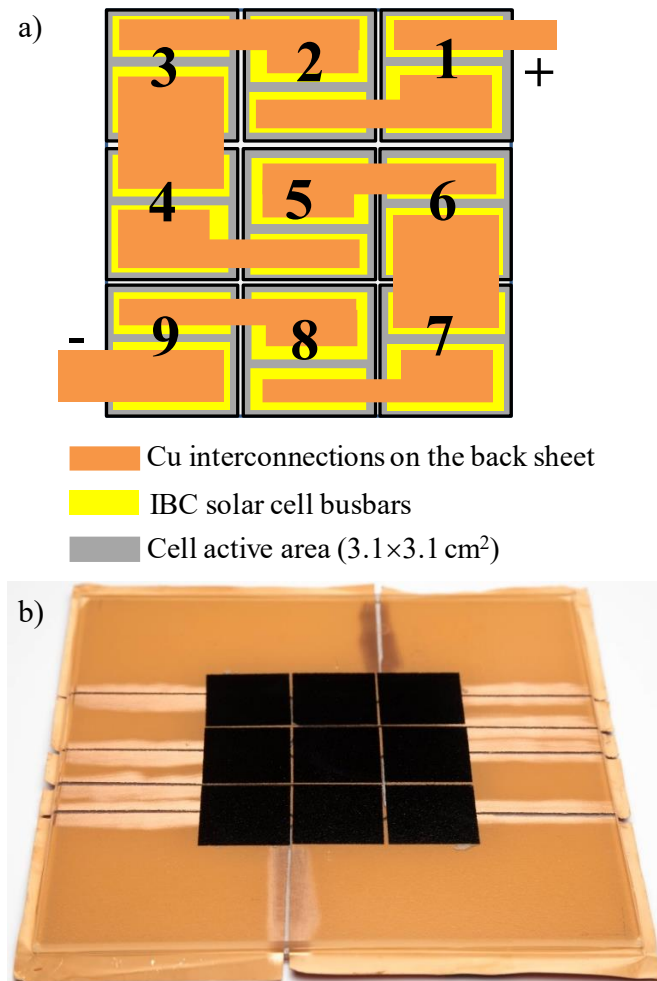 a)
3 2 1
+
4 5 6
-
9 8 7
Cu interconnections on the back sheet
IBC solar cell busbars
Cell active area (3.1×3.1 cm²)
b)